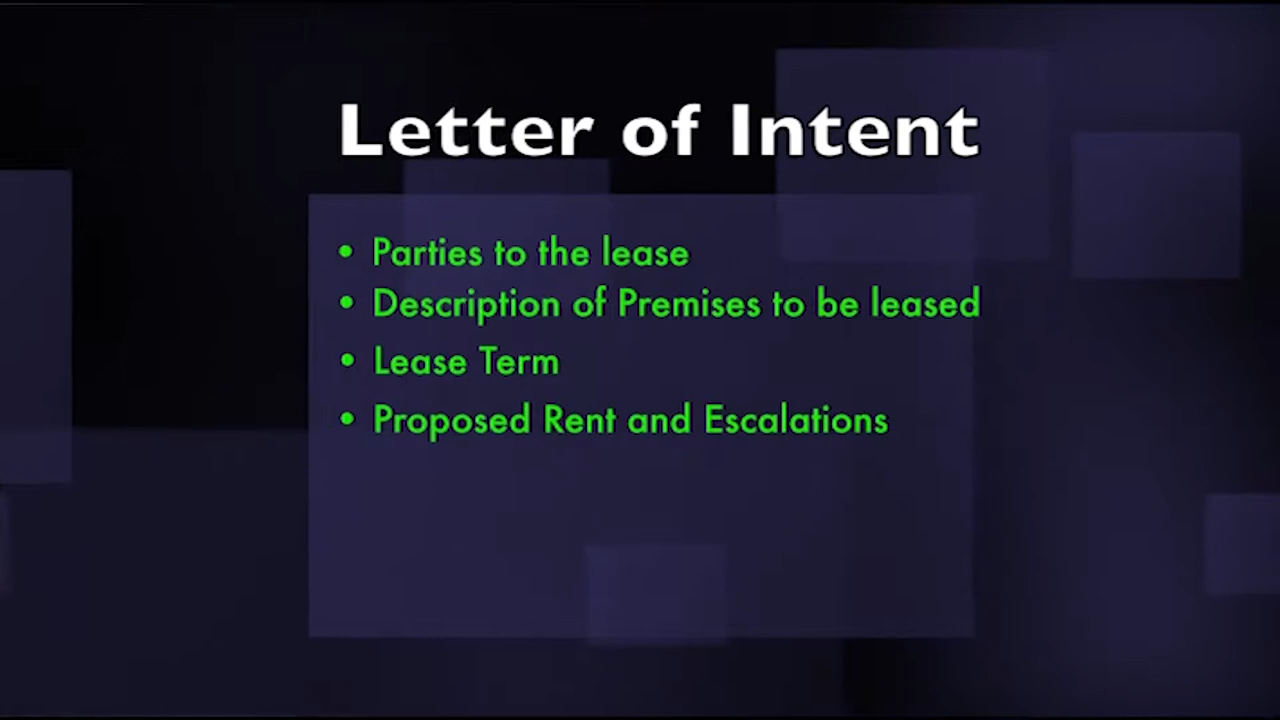 Letter of Intent
• Parties to the lease
• Description of Premises to be leased
• Lease Term
• Proposed Rent and Escalations